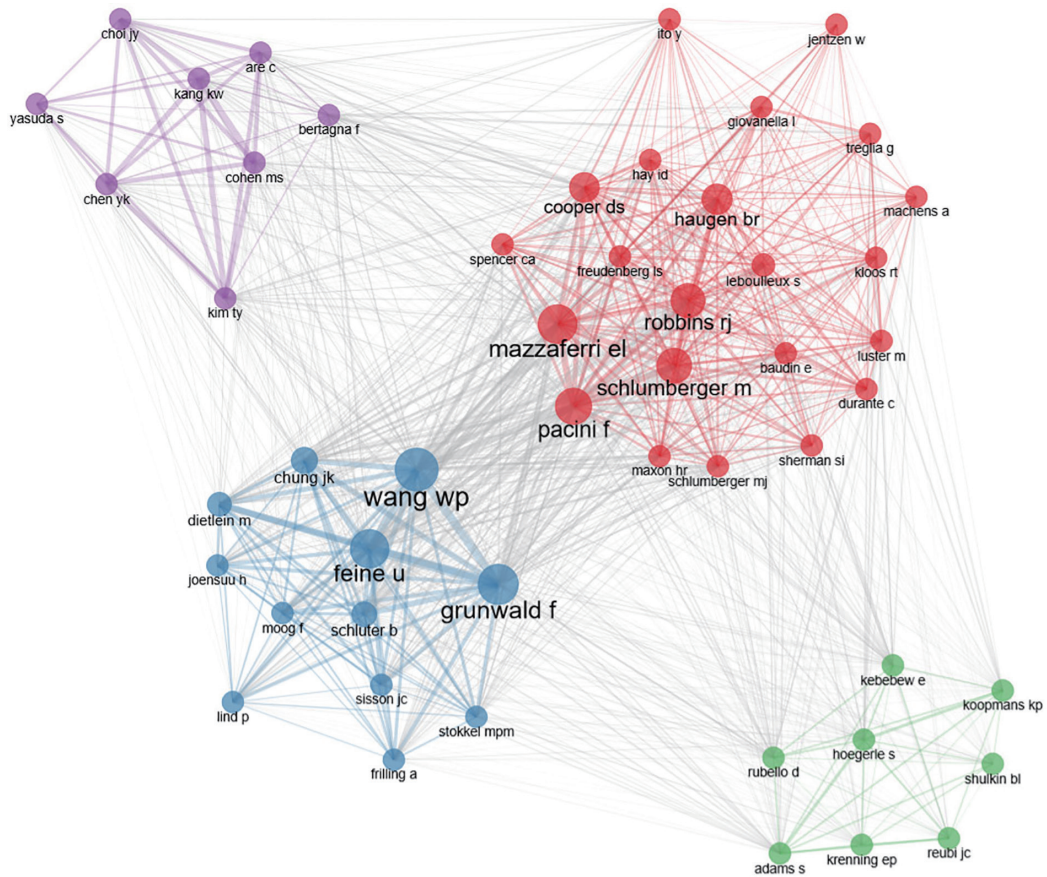 choi jy
ito y
jentzen w
are c
kang kw
yasuda s
giovanella l
bertagna f
treglia g
hay id
cohen ms
chen yk
cooper ds
haugen br
machens a
spencer ca
freudenberg ls
leboulleux s
kloos rt
kim ty
robbins rj
mazzaferri el
luster m
baudin e
schlumberger m
durante c
pacini f
sherman si
maxon hr
schlumberger mj
chung jk
wang wp
dietlein m
feine u
joensuu h
grunwald f
moog f
schluter b
kebebew e
sisson jc
koopmans kp
lind p
stokkel mpm
hoegerle s
rubello d
frilling a
shulkin bl
reubi jc
krenning ep
adams s